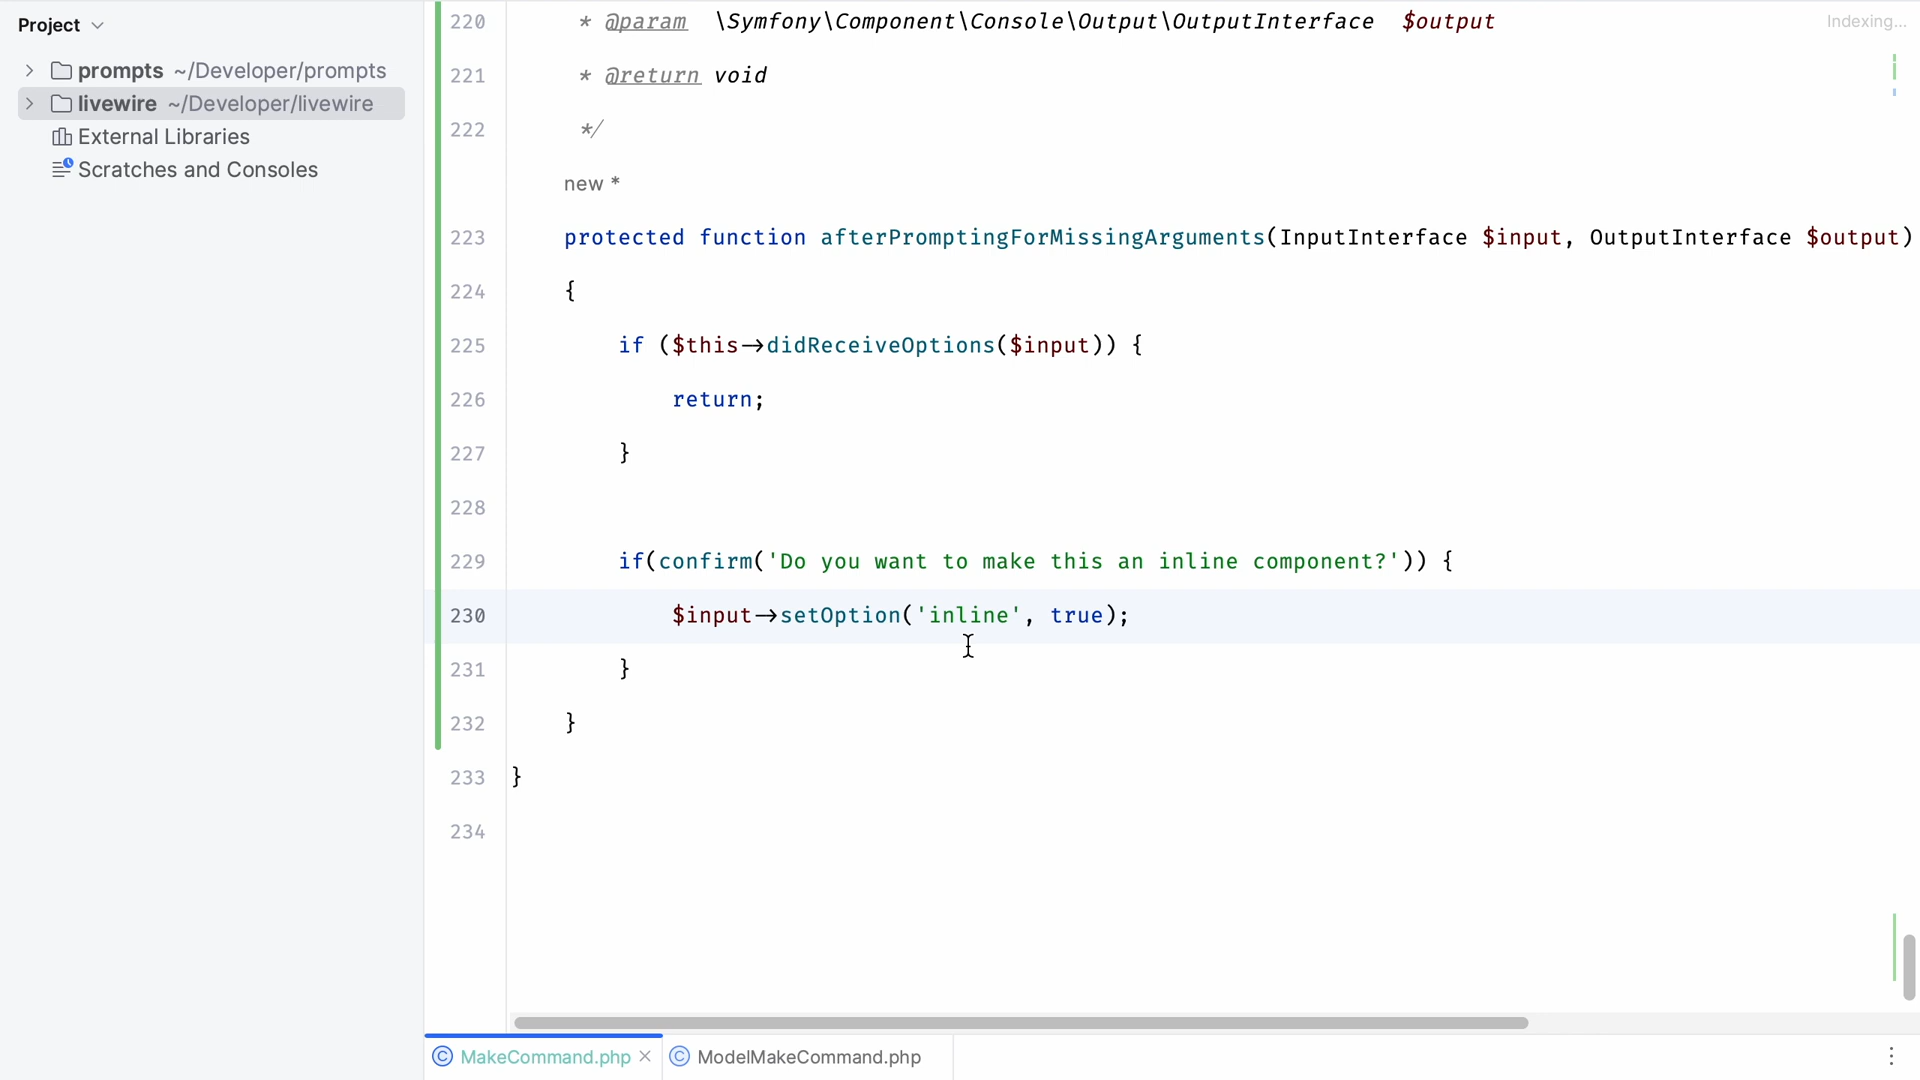 Project
prompts ~/Developer/prompts
livewire ~/Developer/livewire
External Libraries
Scratches and Consoles
Indexing...
220 * @param \Symfony\Component\Console\Output\OutputInterface $output
221 * @return void
222 */
new *
223 protected function afterPromptingForMissingArguments(InputInterface $input, OutputInterface $output)
224 {
225 if ($this→didReceiveOptions($input)) {
226 return;
227 }
228
229 if(confirm('Do you want to make this an inline component?')) {
230 $input→setOption('inline', true);
231 }
232 }
233 }
234
MakeCommand.php
ModelMakeCommand.php